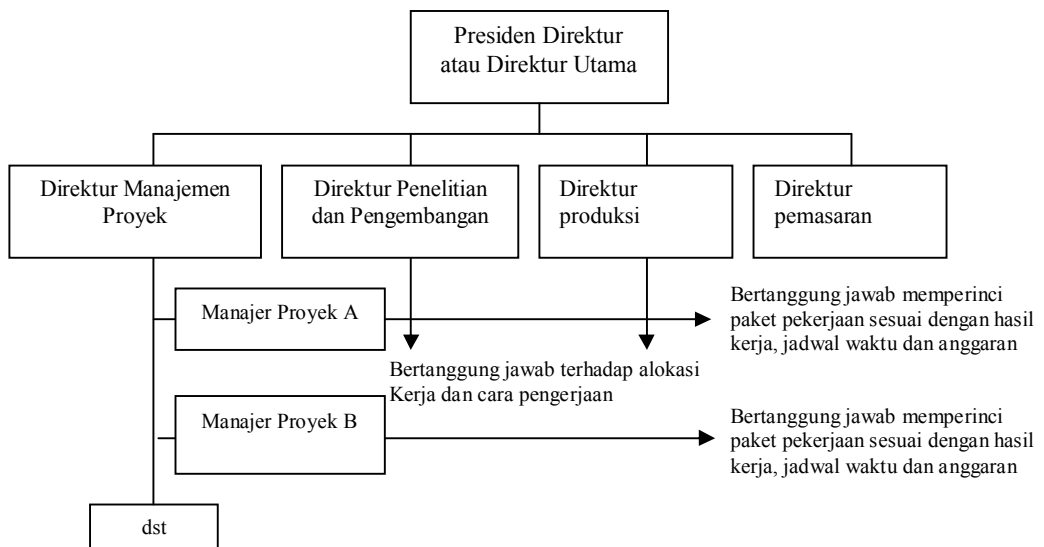 Presiden Direktur
atau Direktur Utama
Direktur Manajemen
Proyek
Direktur Penelitian
dan Pengembangan
Direktur
produksi
Direktur
pemasaran
Manajer Proyek A
Bertanggung jawab memperinci
paket pekerjaan sesuai dengan hasil
kerja, jadwal waktu dan anggaran
Bertanggung jawab terhadap alokasi
Kerja dan cara pengerjaan
Manajer Proyek B
Bertanggung jawab memperinci
paket pekerjaan sesuai dengan hasil
kerja, jadwal waktu dan anggaran
dst